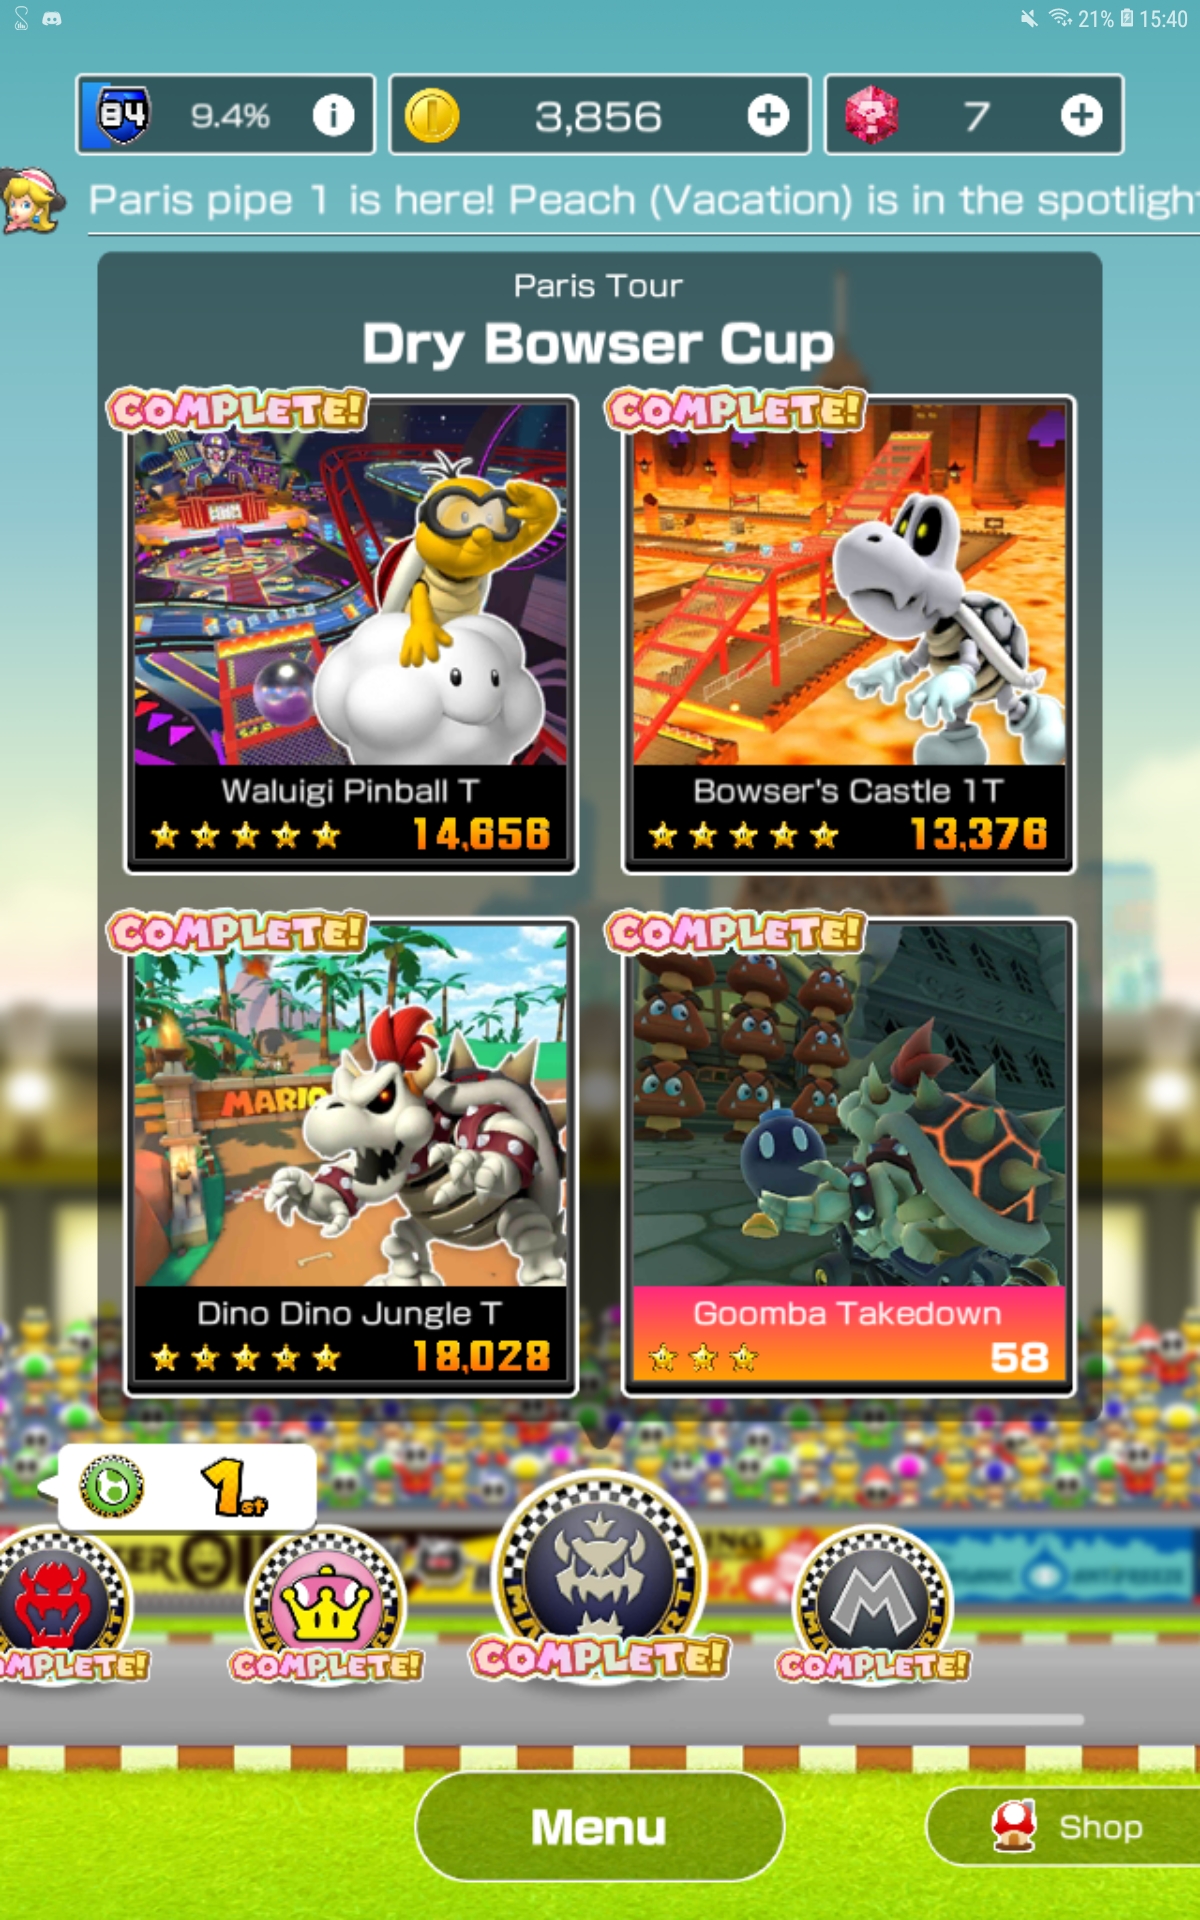 21% 15:40
84 9.4% i 3,856 + 7 +
Paris pipe 1 is here! Peach (Vacation) is in the spotligh
Paris Tour
Dry Bowser Cup
COMPLETE! COMPLETE!
Waluigi Pinball T Bowser's Castle 1T
14,656 13,376
COMPLETE! COMPLETE!
MARIO
Dino Dino Jungle T Goomba Takedown
18,028 58
1st
M
OMPLETE! COMPLETE! COMPLETE! COMPLETE!
Menu Shop